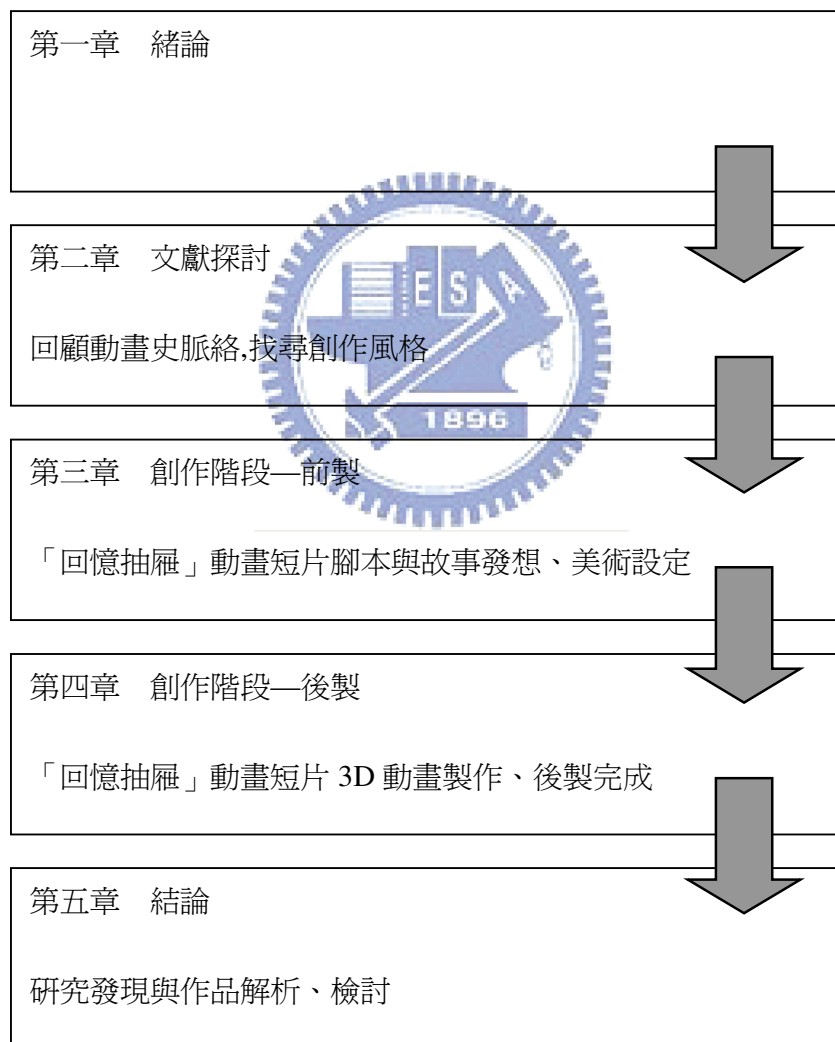 第一章　緒論
第二章　文獻探討
回顧動畫史脈絡,找尋創作風格
第三章　創作階段—前製
「回憶抽屜」動畫短片腳本與故事發想、美術設定
第四章　創作階段—後製
「回憶抽屜」動畫短片 3D 動畫製作、後製完成
第五章　結論
研究發現與作品解析、檢討
E S A
1896